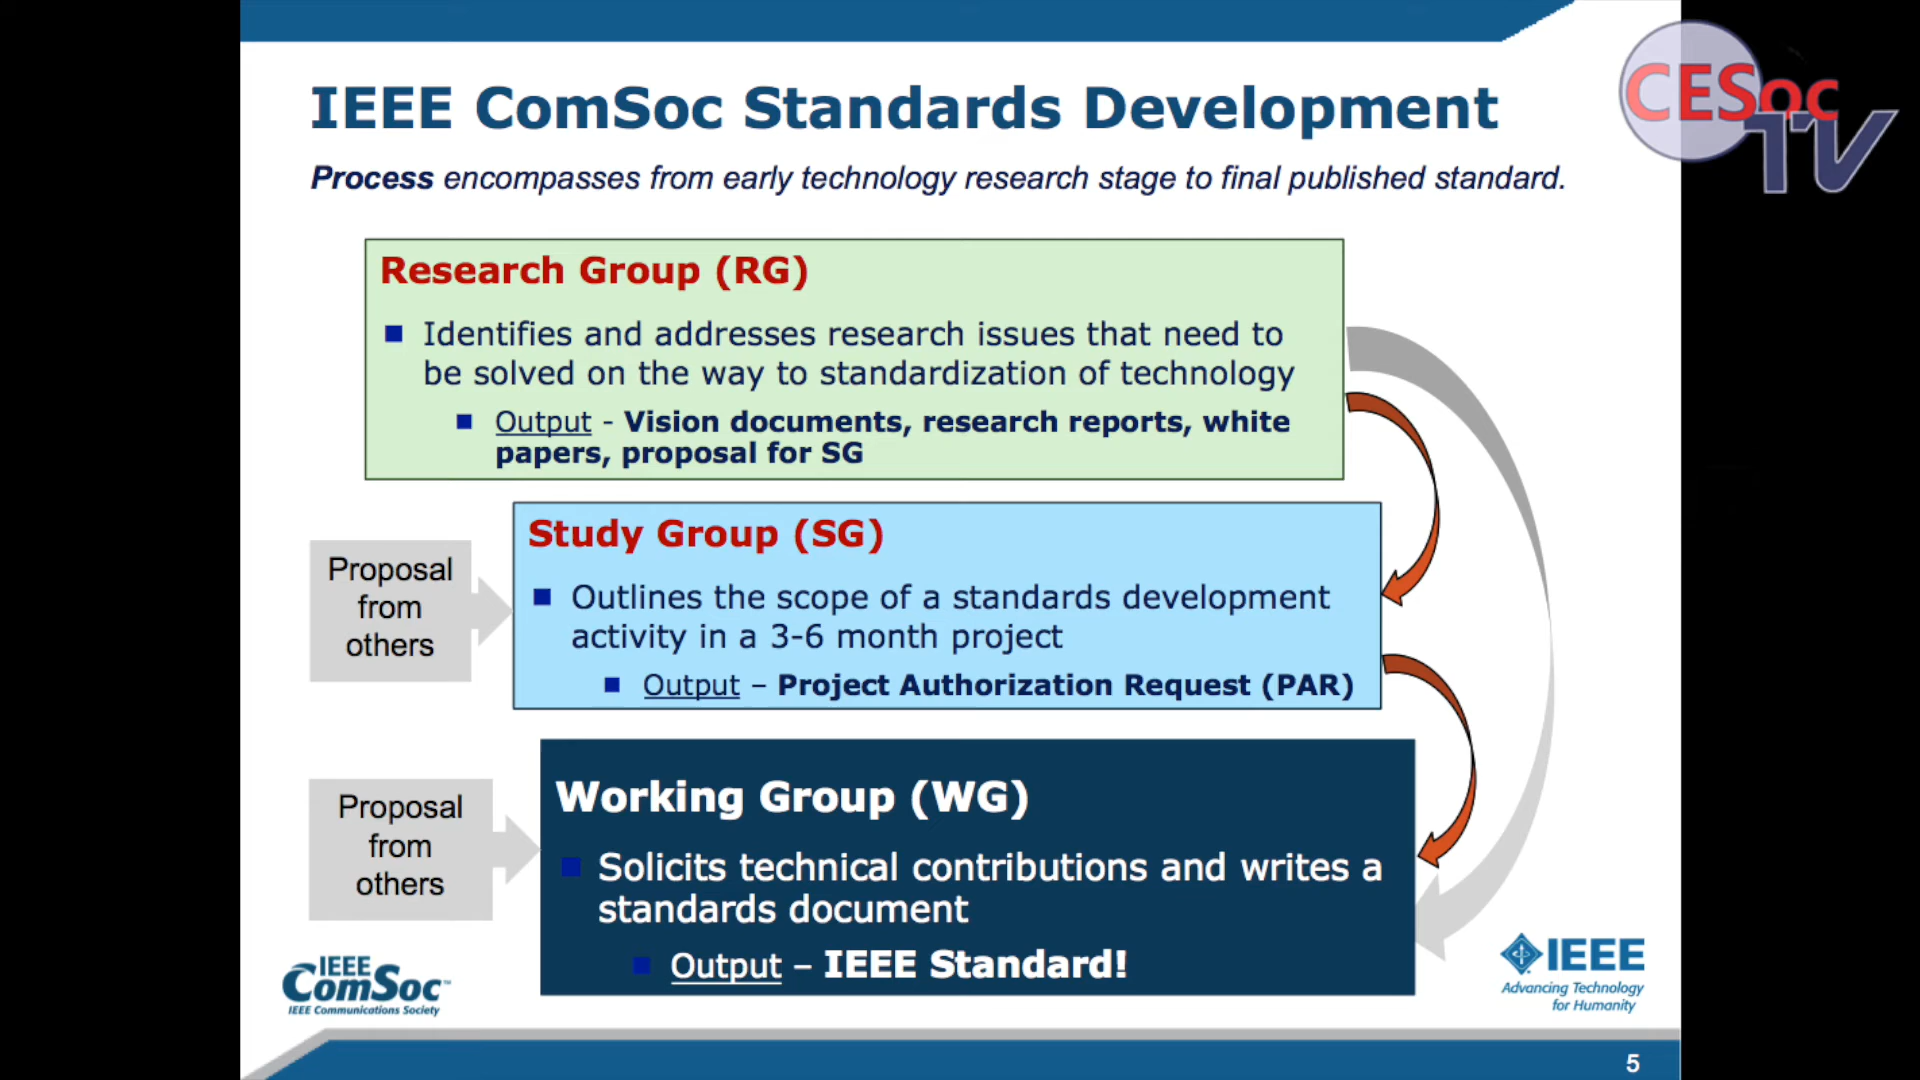 IEEE ComSoc Standards Development
CESoc
TV
Process encompasses from early technology research stage to final published standard.
Research Group (RG)
Identifies and addresses research issues that need to
be solved on the way to standardization of technology
Output - Vision documents, research reports, white
papers, proposal for SG
Study Group (SG)
Outlines the scope of a standards development
activity in a 3-6 month project
Output – Project Authorization Request (PAR)
Proposal
from
others
Working Group (WG)
Solicits technical contributions and writes a
standards document
Output – IEEE Standard!
Proposal
from
others
IEEE
ComSoc™
IEEE Communications Society
IEEE
Advancing Technology
for Humanity
5